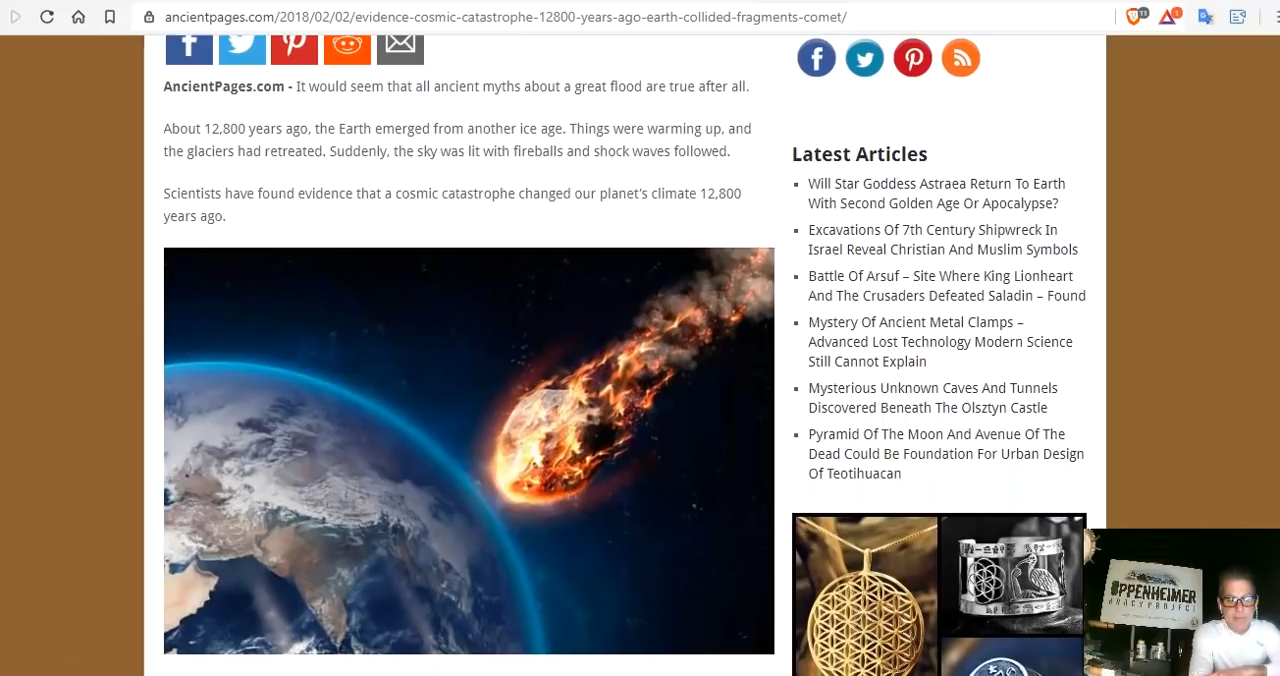 ancientpages.com/2018/02/02/evidence-cosmic-catastrophe-12800-years-ago-earth-collided-fragments-comet/
11
1
AncientPages.com - It would seem that all ancient myths about a great flood are true after all.
About 12,800 years ago, the Earth emerged from another ice age. Things were warming up, and
the glaciers had retreated. Suddenly, the sky was lit with fireballs and shock waves followed.
Scientists have found evidence that a cosmic catastrophe changed our planet's climate 12,800
years ago.
Latest Articles
Will Star Goddess Astraea Return To Earth
With Second Golden Age Or Apocalypse?
Excavations Of 7th Century Shipwreck In
Israel Reveal Christian And Muslim Symbols
Battle Of Arsuf – Site Where King Lionheart
And The Crusaders Defeated Saladin – Found
Mystery Of Ancient Metal Clamps –
Advanced Lost Technology Modern Science
Still Cannot Explain
Mysterious Unknown Caves And Tunnels
Discovered Beneath The Olsztyn Castle
Pyramid Of The Moon And Avenue Of The
Dead Could Be Foundation For Urban Design
Of Teotihuacan
OPPENHEIMER
RANCH PROJECT